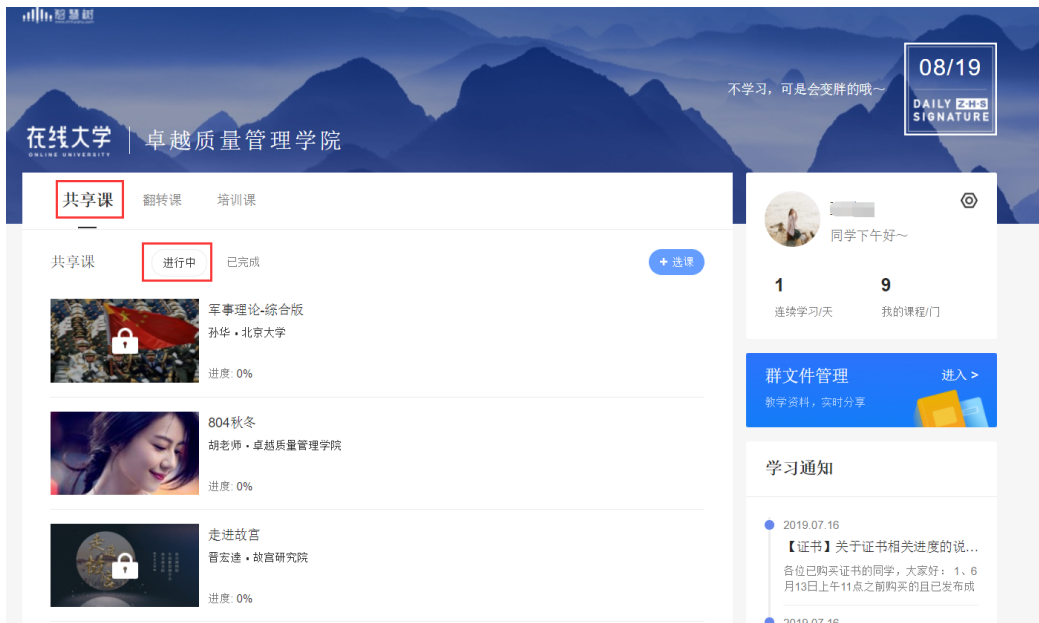 智慧树
08/19
不学习，可是会变胖的哦～
DAILY Z·H·S
SIGNATURE
在线大学
ONLINE UNIVERSITY
卓越质量管理学院
共享课 翻转课 培训课
同学下午好～
共享课 进行中 已完成 + 选课
1 9
连续学习/天 我的课程/门
军事理论-综合版
孙华 • 北京大学
进度: 0%
804秋冬
胡老师 • 卓越质量管理学院
进度: 0%
走进故宫
晋宏逵 • 故宫研究院
进度: 0%
群文件管理 进入 >
教学资料，实时分享
学习通知
2019.07.16
【证书】关于证书相关进度的说...
各位已购买证书的同学，大家好： 1、6
月13日上午11点之前购买的且已发布成
2019.07.16